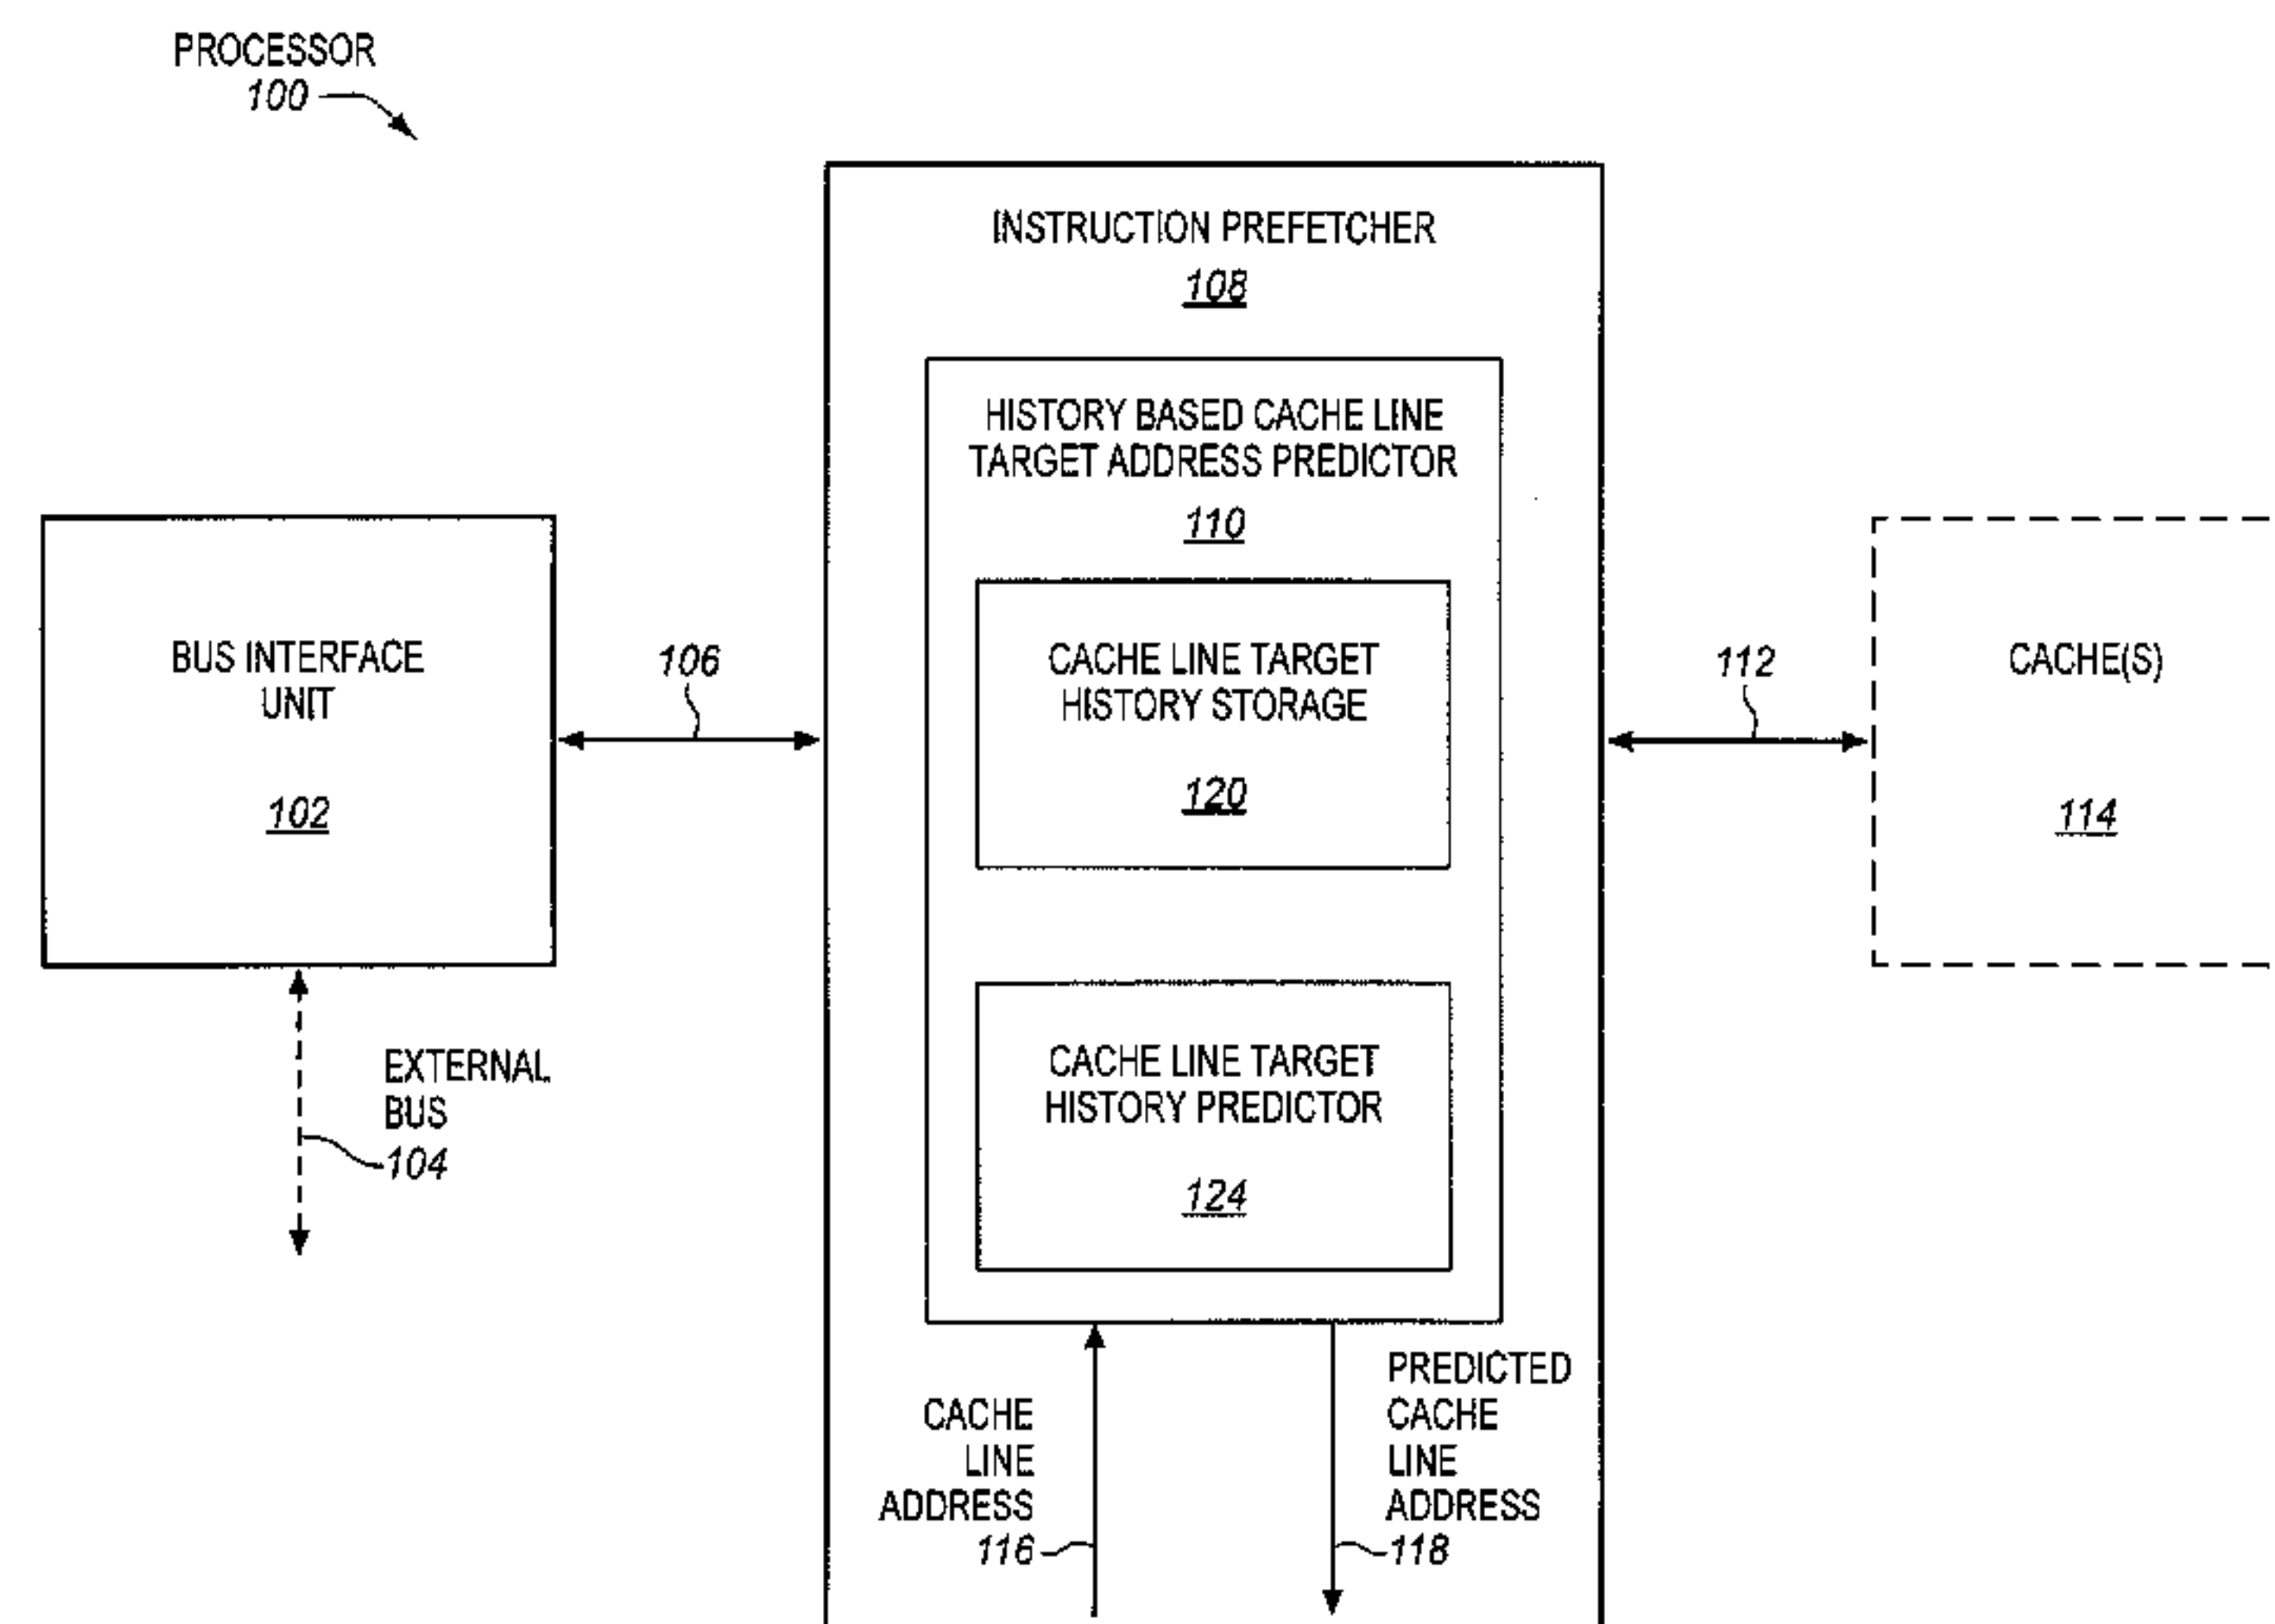 PROCESSOR
100
INSTRUCTION PREFETCHER
108
HISTORY BASED CACHE LINE
TARGET ADDRESS PREDICTOR
110
CACHE LINE TARGET
HISTORY STORAGE
120
CACHE LINE TARGET
HISTORY PREDICTOR
124
BUS INTERFACE
UNIT
102
106
112
CACHE(S)
114
EXTERNAL
BUS
104
CACHE
LINE
ADDRESS
116
PREDICTED
CACHE
LINE
ADDRESS
118